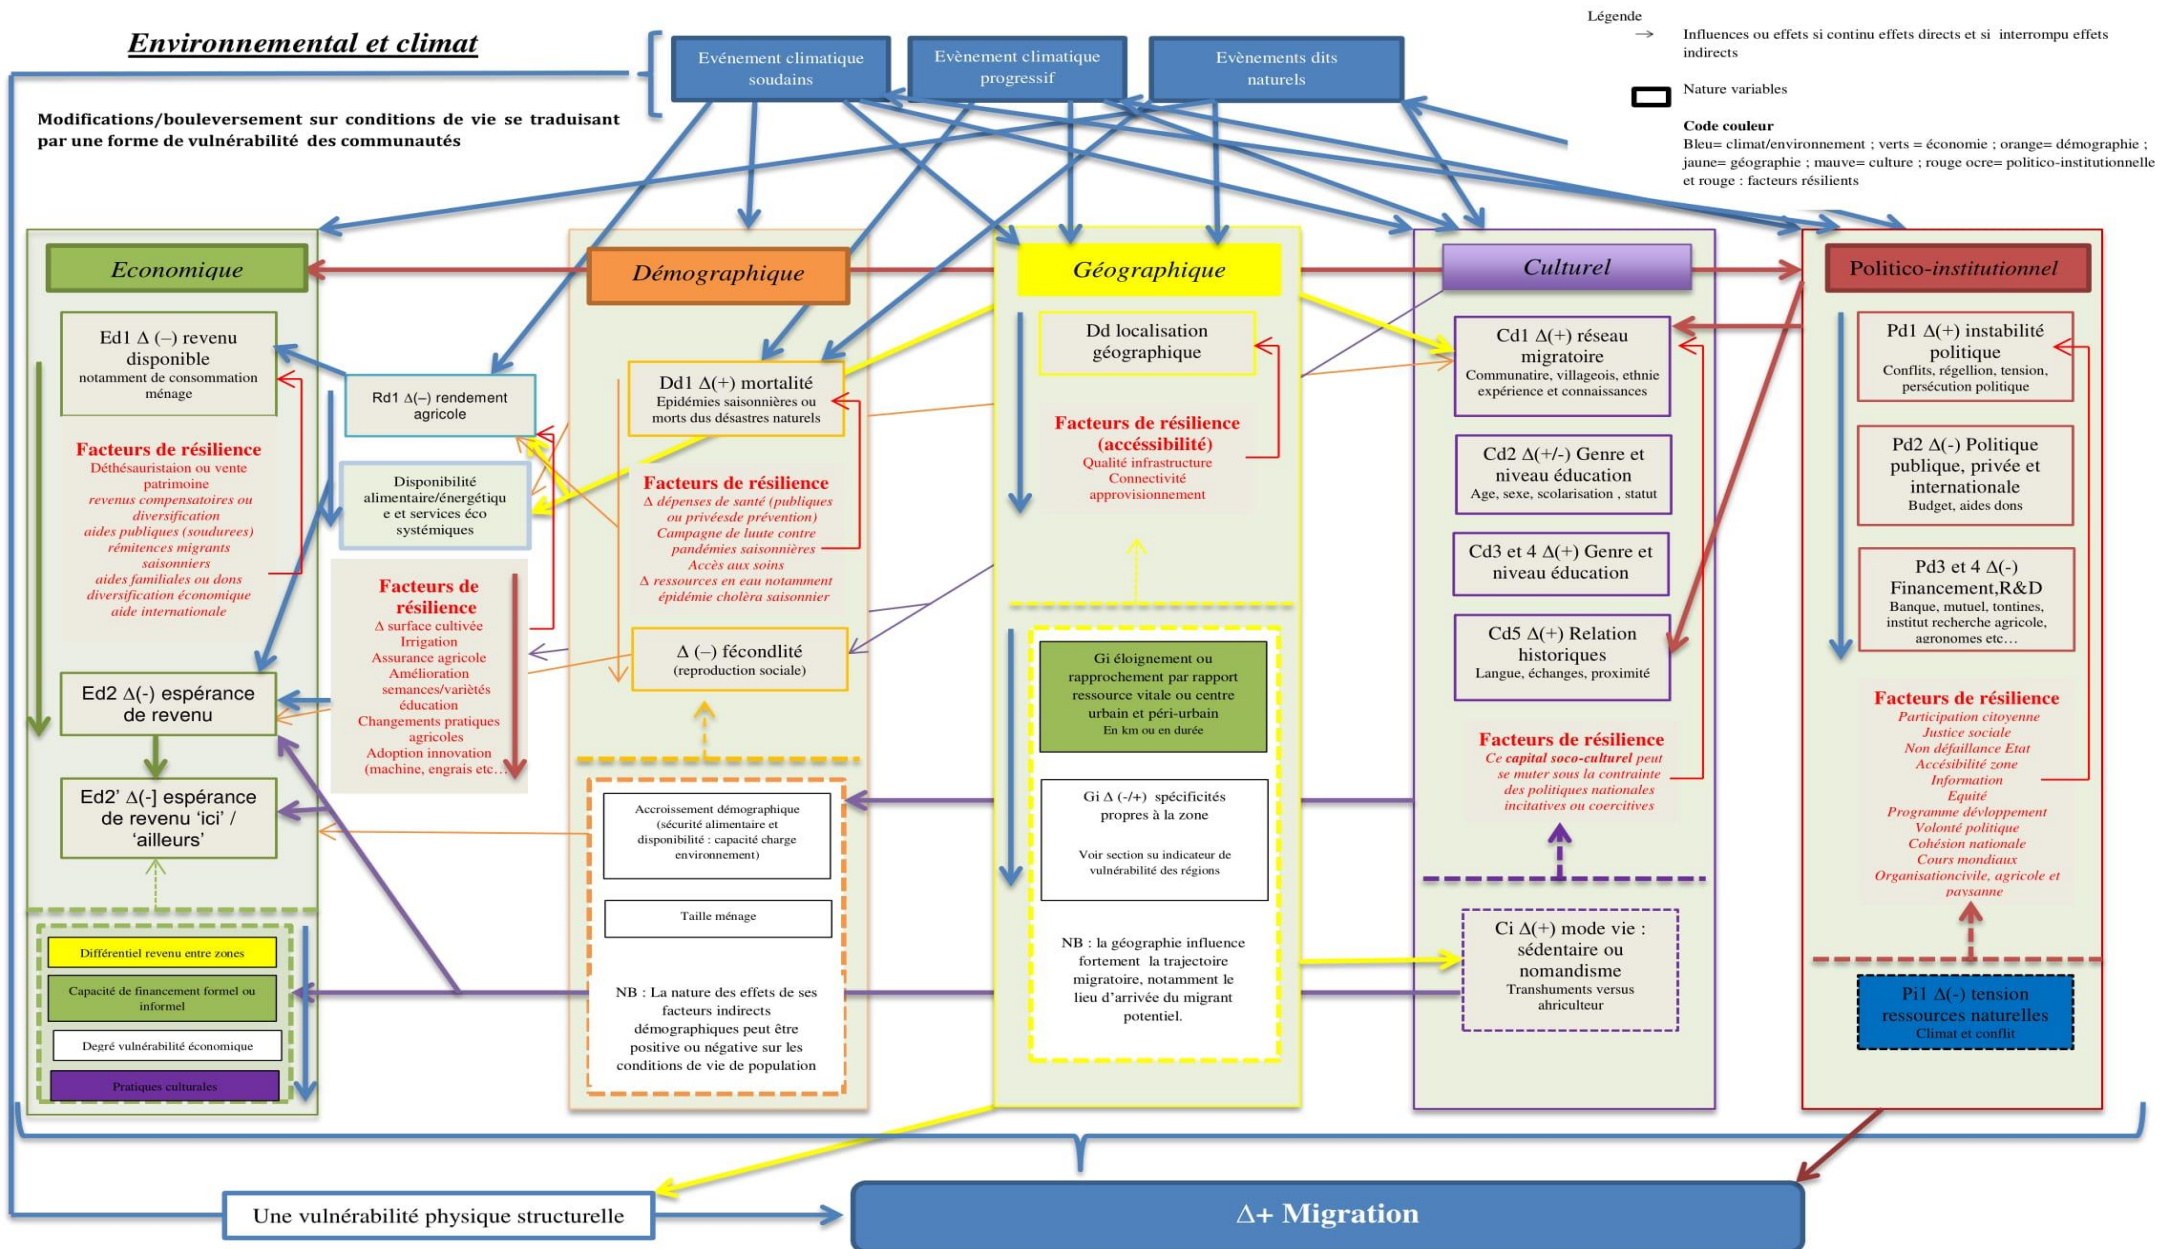 Environnemental et climat
Modifications/bouleversement sur conditions de vie se traduisant
par une forme de vulnérabilité des communautés
Evénement climatique
soudains
Evènement climatique
progressif
Evènements dits
naturels
Légende
Influences ou effets si continu effets directs et si interrompu effets
indirects
Nature variables
Code couleur
Bleu= climat/environnement ; verts = économie ; orange= démographie ;
jaune= géographie ; mauve= culture ; rouge ocre= politico-institutionnelle
et rouge : facteurs résilients
Economique
Ed1 Δ (–) revenu
disponible
notamment de consommation
ménage
Facteurs de résilience
Déthésauristaion ou vente
patrimoine
revenus compensatoires ou
diversification
aides publiques (soudurees)
rémitences migrants
saisonniers
aides familiales ou dons
diversification économique
aide internationale
Ed2 Δ(-) espérance
de revenu
Ed2’ Δ(-] espérance
de revenu ‘ici’ /
‘ailleurs’
Différentiel revenu entre zones
Capacité de financement formel ou
informel
Degré vulnérabilité économique
Pratiques culturales
Rd1 Δ(–) rendement
agricole
Disponibilité
alimentaire/énergétiqu
e et services éco
systémiques
Facteurs de
résilience
Δ surface cultivée
Irrigation
Assurance agricole
Amélioration
semances/variètés
éducation
Changements pratiques
agricoles
Adoption innovation
(machine, engrais etc…
Démographique
Dd1 Δ(+) mortalité
Epidémies saisonnières ou
morts dus désastres naturels
Facteurs de résilience
Δ dépenses de santé (publiques
ou privéesde prévention)
Campagne de luute contre
pandémies saisonnières
Accès aux soins
Δ ressources en eau notamment
épidémie cholèra saisonnier
Δ (–) fécondlité
(reproduction sociale)
Accroissement démographique
(sécurité alimentaire et
disponibilité : capacité charge
environnement)
Taille ménage
NB : La nature des effets de ses
facteurs indirects
démographiques peut être
positive ou négative sur les
conditions de vie de population
Géographique
Dd localisation
géographique
Facteurs de résilience
(accéssibilité)
Qualité infrastructure
Connectivité
approvisionnement
Gi éloignement ou
rapprochement par rapport
ressource vitale ou centre
urbain et péri-urbain
En km ou en durée
Gi Δ (-/+) spécificités
propres à la zone
Voir section su indicateur de
vulnérabilité des régions
NB : la géographie influence
fortement la trajectoire
migratoire, notamment le
lieu d’arrivée du migrant
potentiel.
Culturel
Cd1 Δ(+) réseau
migratoire
Communatire, villageois, ethnie
expérience et connaissances
Cd2 Δ(+/-) Genre et
niveau éducation
Age, sexe, scolarisation , statut
Cd3 et 4 Δ(+) Genre et
niveau éducation
Cd5 Δ(+) Relation
historiques
Langue, échanges, proximité
Facteurs de résilience
Ce capital soco-culturel peut
se muter sous la contrainte
des politiques nationales
incitatives ou coercitives
Ci Δ(+) mode vie :
sédentaire ou
nomandisme
Transhuments versus
ahriculteur
Politico-institutionnel
Pd1 Δ(+) instabilité
politique
Conflits, régellion, tension,
persécution politique
Pd2 Δ(-) Politique
publique, privée et
internationale
Budget, aides dons
Pd3 et 4 Δ(-)
Financement,R&D
Banque, mutuel, tontines,
institut recherche agricole,
agronomes etc…
Facteurs de résilience
Participation citoyenne
Justice sociale
Non défaillance Etat
Accésibilité zone
Information
Equité
Programme dévloppement
Volonté politique
Cohésion nationale
Cours mondiaux
Organisationcivile, agricole et
paysanne
Pi1 Δ(-) tension
ressources naturelles
Climat et conflit
Une vulnérabilité physique structurelle
Δ+ Migration